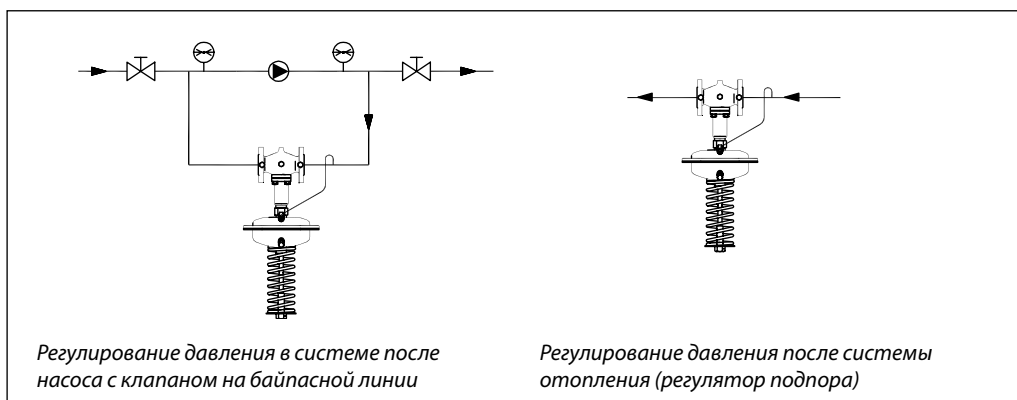 Регулирование давления в системе после
насоса с клапаном на байпасной линии
Регулирование давления после системы
отопления (регулятор подпора)